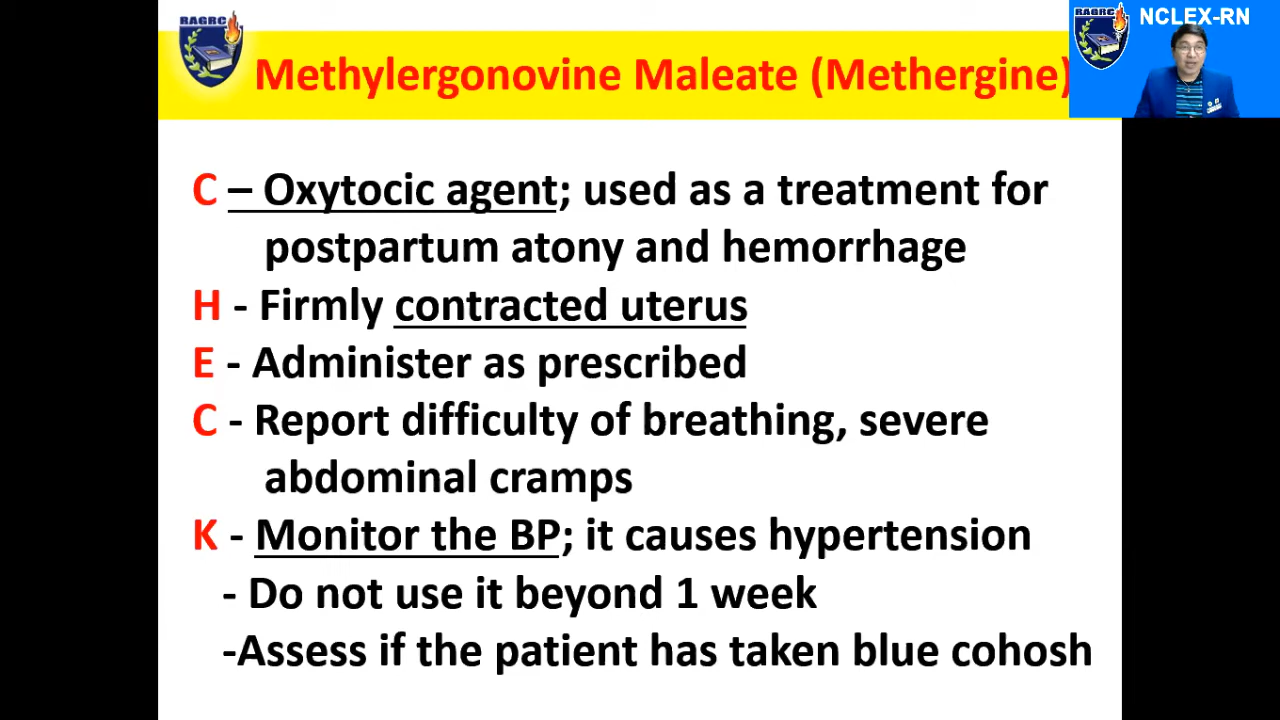 RAGRC
NCLEX-RN
Methylergonovine Maleate (Methergine)
C – Oxytocic agent; used as a treatment for
postpartum atony and hemorrhage
H - Firmly contracted uterus
E - Administer as prescribed
C - Report difficulty of breathing, severe
abdominal cramps
K - Monitor the BP; it causes hypertension
- Do not use it beyond 1 week
-Assess if the patient has taken blue cohosh